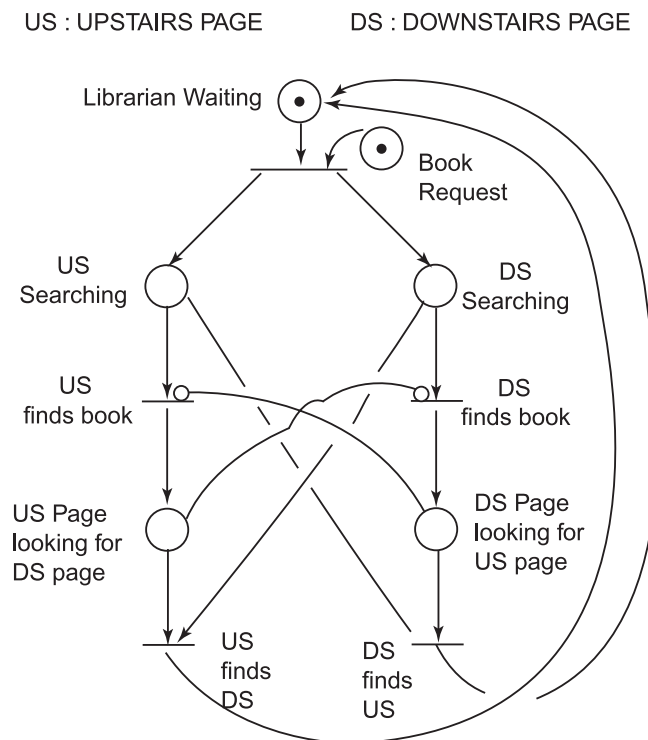 US : UPSTAIRS PAGE
DS : DOWNSTAIRS PAGE
Librarian Waiting
Book
Request
US
Searching
DS
Searching
US
finds book
DS
finds book
US Page
looking for
DS page
DS Page
looking for
US page
US
finds
DS
DS
finds
US